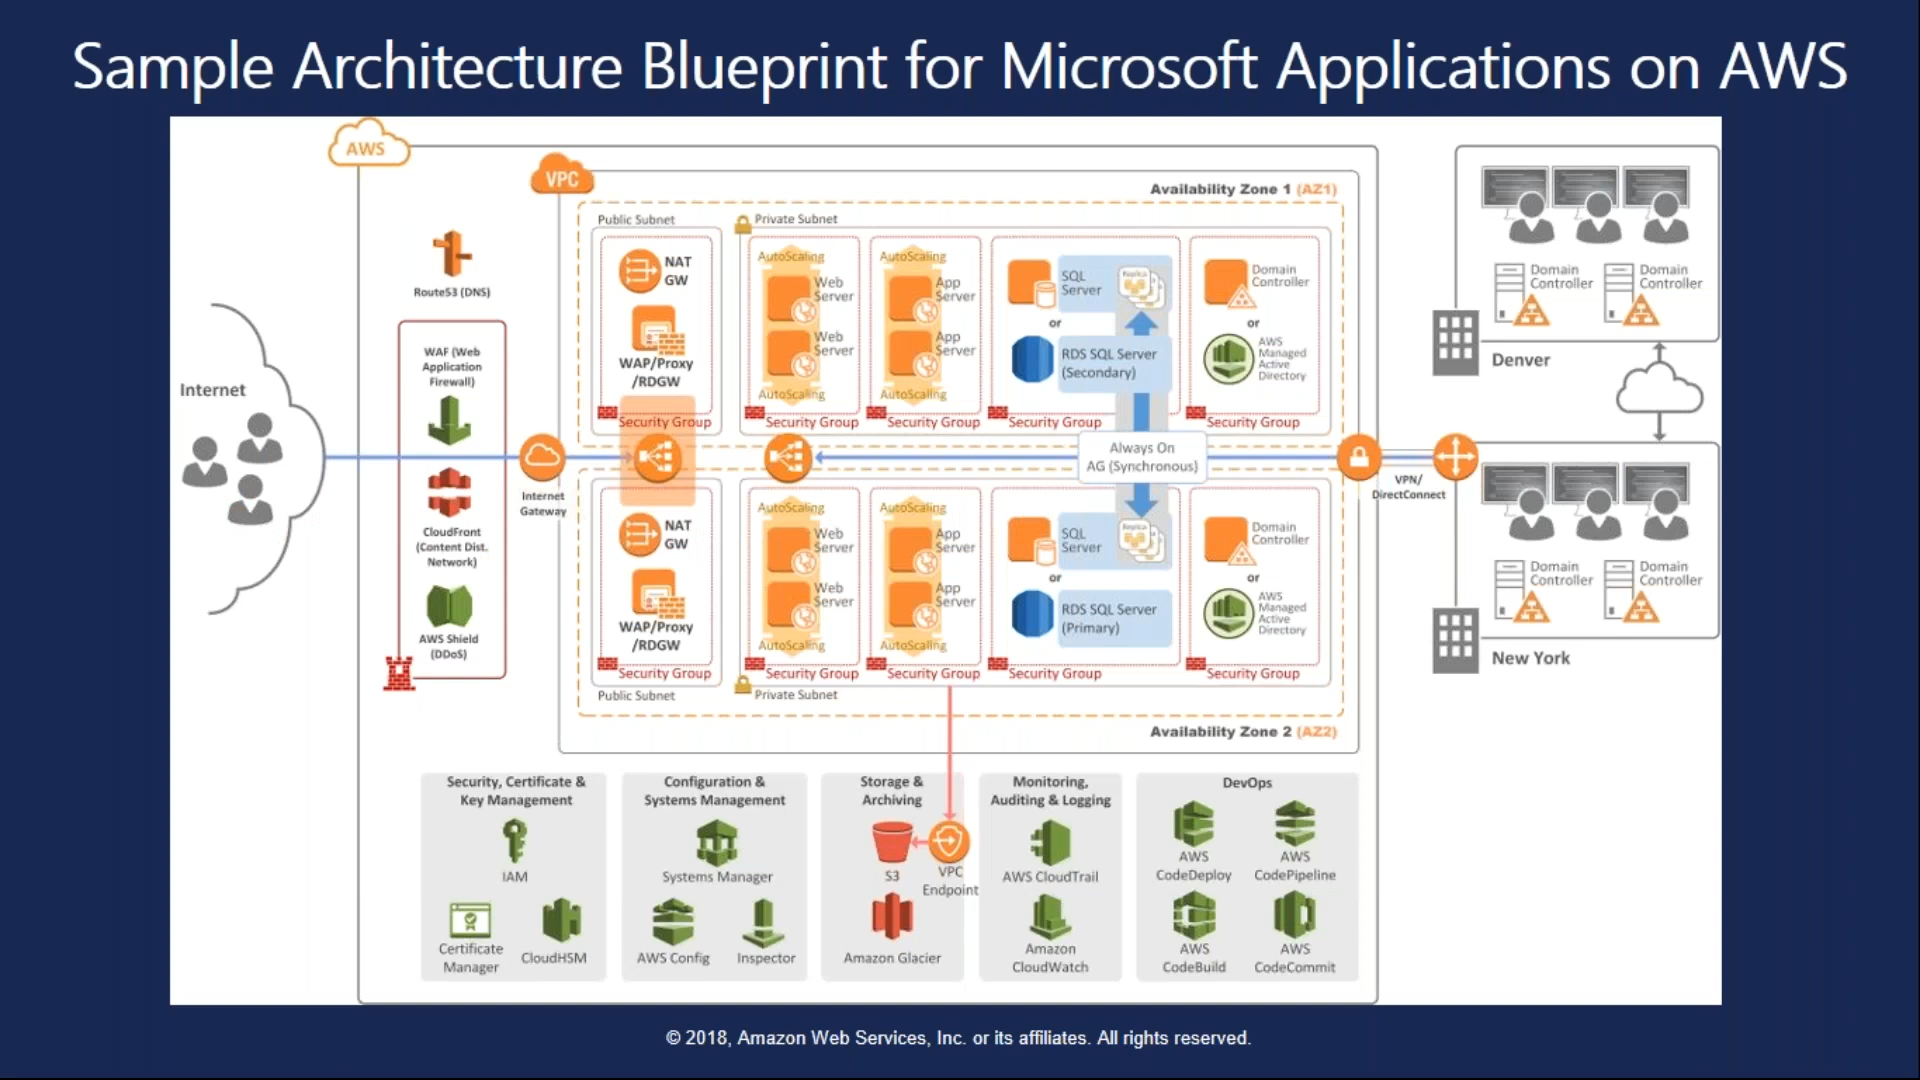 Sample Architecture Blueprint for Microsoft Applications on AWS
AWS
VPC
Availability Zone 1 (AZ1)
Public Subnet
Private Subnet
Route53 (DNS)
Internet
WAF (Web
Application
Firewall)
CloudFront
(Content Dist.
Network)
AWS Shield
(DDoS)
Internet
Gateway
NAT
GW
WAP/Proxy
/RDGW
Security Group
AutoScaling
Web
Server
Web
Server
AutoScaling
Security Group
AutoScaling
App
Server
App
Server
AutoScaling
Security Group
SQL
Server
Replica
or
RDS SQL Server
(Secondary)
Security Group
Domain
Controller
or
AWS
Managed
Active
Directory
Security Group
Always On
AG (Synchronous)
NAT
GW
WAP/Proxy
/RDGW
Security Group
Public Subnet
AutoScaling
Web
Server
Web
Server
AutoScaling
Security Group
AutoScaling
App
Server
App
Server
AutoScaling
Security Group
SQL
Server
Replica
or
RDS SQL Server
(Primary)
Security Group
Domain
Controller
or
AWS
Managed
Active
Directory
Security Group
Private Subnet
Availability Zone 2 (AZ2)
VPN/
DirectConnect
Domain
Controller
Domain
Controller
Denver
Domain
Controller
Domain
Controller
New York
Security, Certificate &
Key Management
IAM
Certificate
Manager
CloudHSM
Configuration &
Systems Management
Systems Manager
AWS Config
Inspector
Storage &
Archiving
S3
VPC
Endpoint
Amazon Glacier
Monitoring,
Auditing & Logging
AWS CloudTrail
Amazon
CloudWatch
DevOps
AWS
CodeDeploy
AWS
CodePipeline
AWS
CodeBuild
AWS
CodeCommit
© 2018, Amazon Web Services, Inc. or its affiliates. All rights reserved.